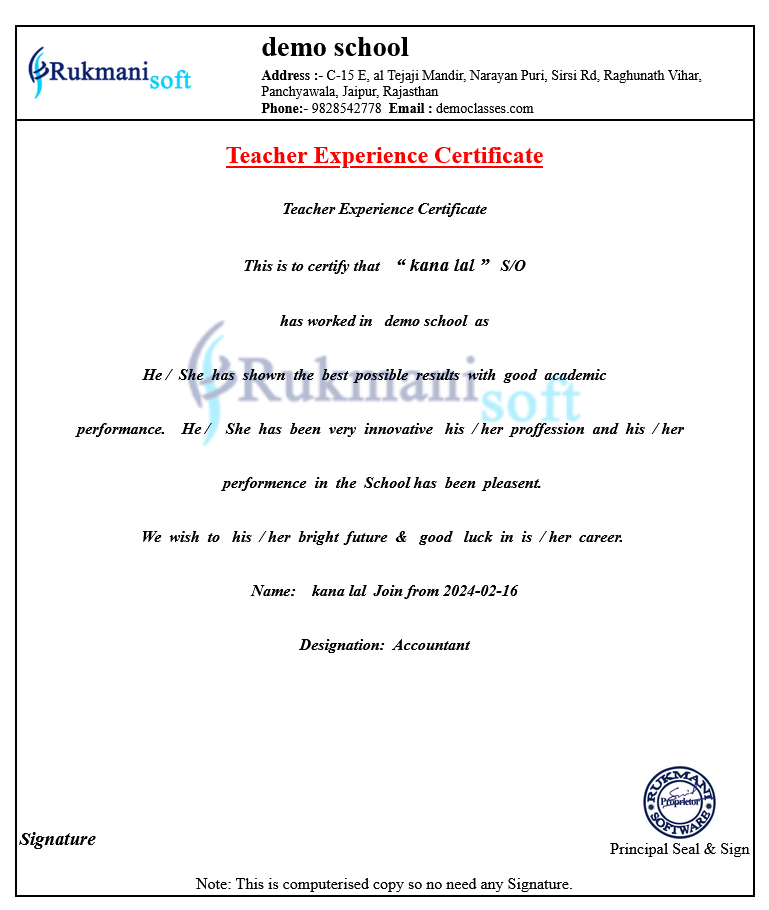 Rukmani soft
demo school
Address :- C-15 E, al Tejaji Mandir, Narayan Puri, Sirsi Rd, Raghunath Vihar,
Panchyawala, Jaipur, Rajasthan
Phone:- 9828542778 Email : democlasses.com
Teacher Experience Certificate
Teacher Experience Certificate
This is to certify that “ kana lal ” S/O
has worked in demo school as
Rukmani soft
He / She has shown the best possible results with good academic
performance. He / She has been very innovative his / her proffession and his / her
performence in the School has been pleasent.
We wish to his / her bright future & good luck in is / her career.
Name: kana lal Join from 2024-02-16
Designation: Accountant
RUKMANI
Proprietor
SOFTWARE
Signature
Principal Seal & Sign
Note: This is computerised copy so no need any Signature.